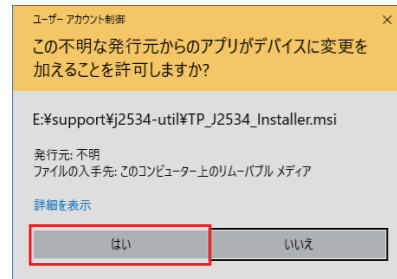 ユーザー アカウント制御
この不明な発行元からのアプリがデバイスに変更を
加えることを許可しますか?
E:¥support¥j2534-util¥TP_J2534_Installer.msi
発行元: 不明
ファイルの入手先: このコンピューター上のリムーバブル メディア
詳細を表示
はい
いいえ